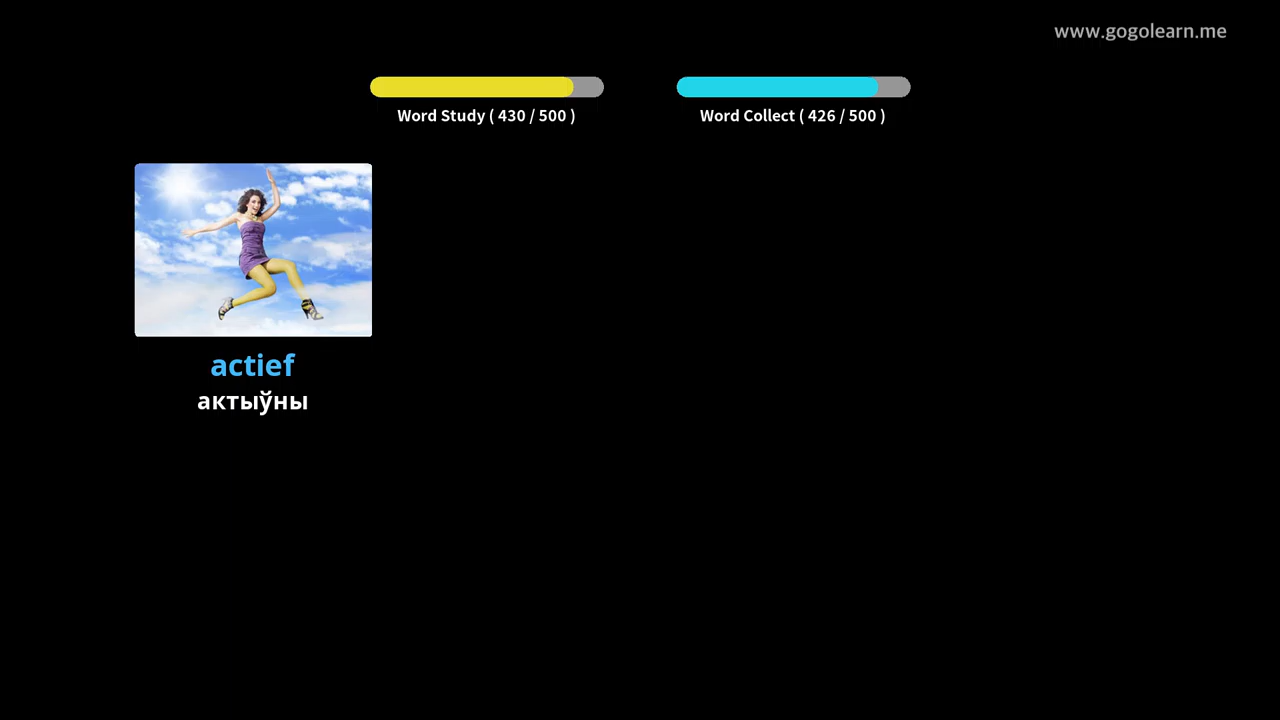 www.gogolearn.me
Word Study ( 430 / 500 )
Word Collect ( 426 / 500 )
actief
актыўны